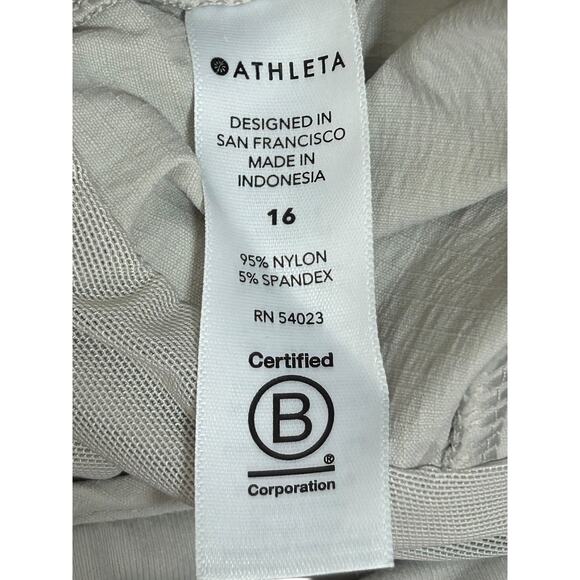 ATHLETA
DESIGNED IN
SAN FRANCISCO
MADE IN
INDONESIA
16
95% NYLON
5% SPANDEX
RN 54023
Certified
B
®
Corporation